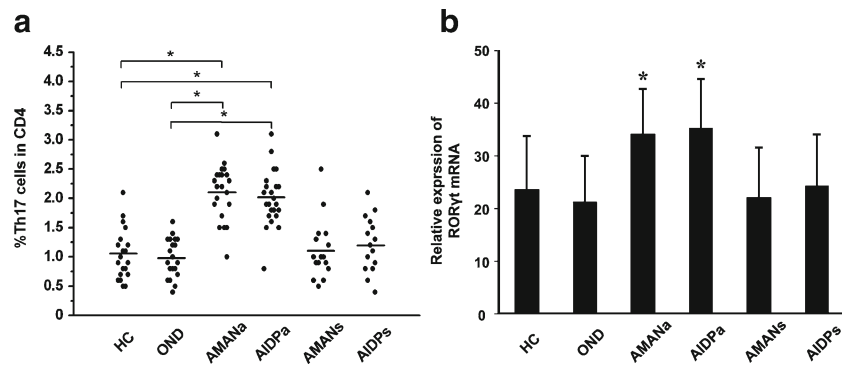 a
%Th17 cells in CD4
4.5
4.0
3.5
3.0
2.5
2.0
1.5
1.0
0.5
0
*
*
*
*
HC
OND
AMANa
AIDPa
AMANs
AIDPs
b
Relative exprssion of
RORγt mRNA
50
40
30
20
10
0
*
*
HC
OND
AMANa
AIDPa
AMANs
AIDPs